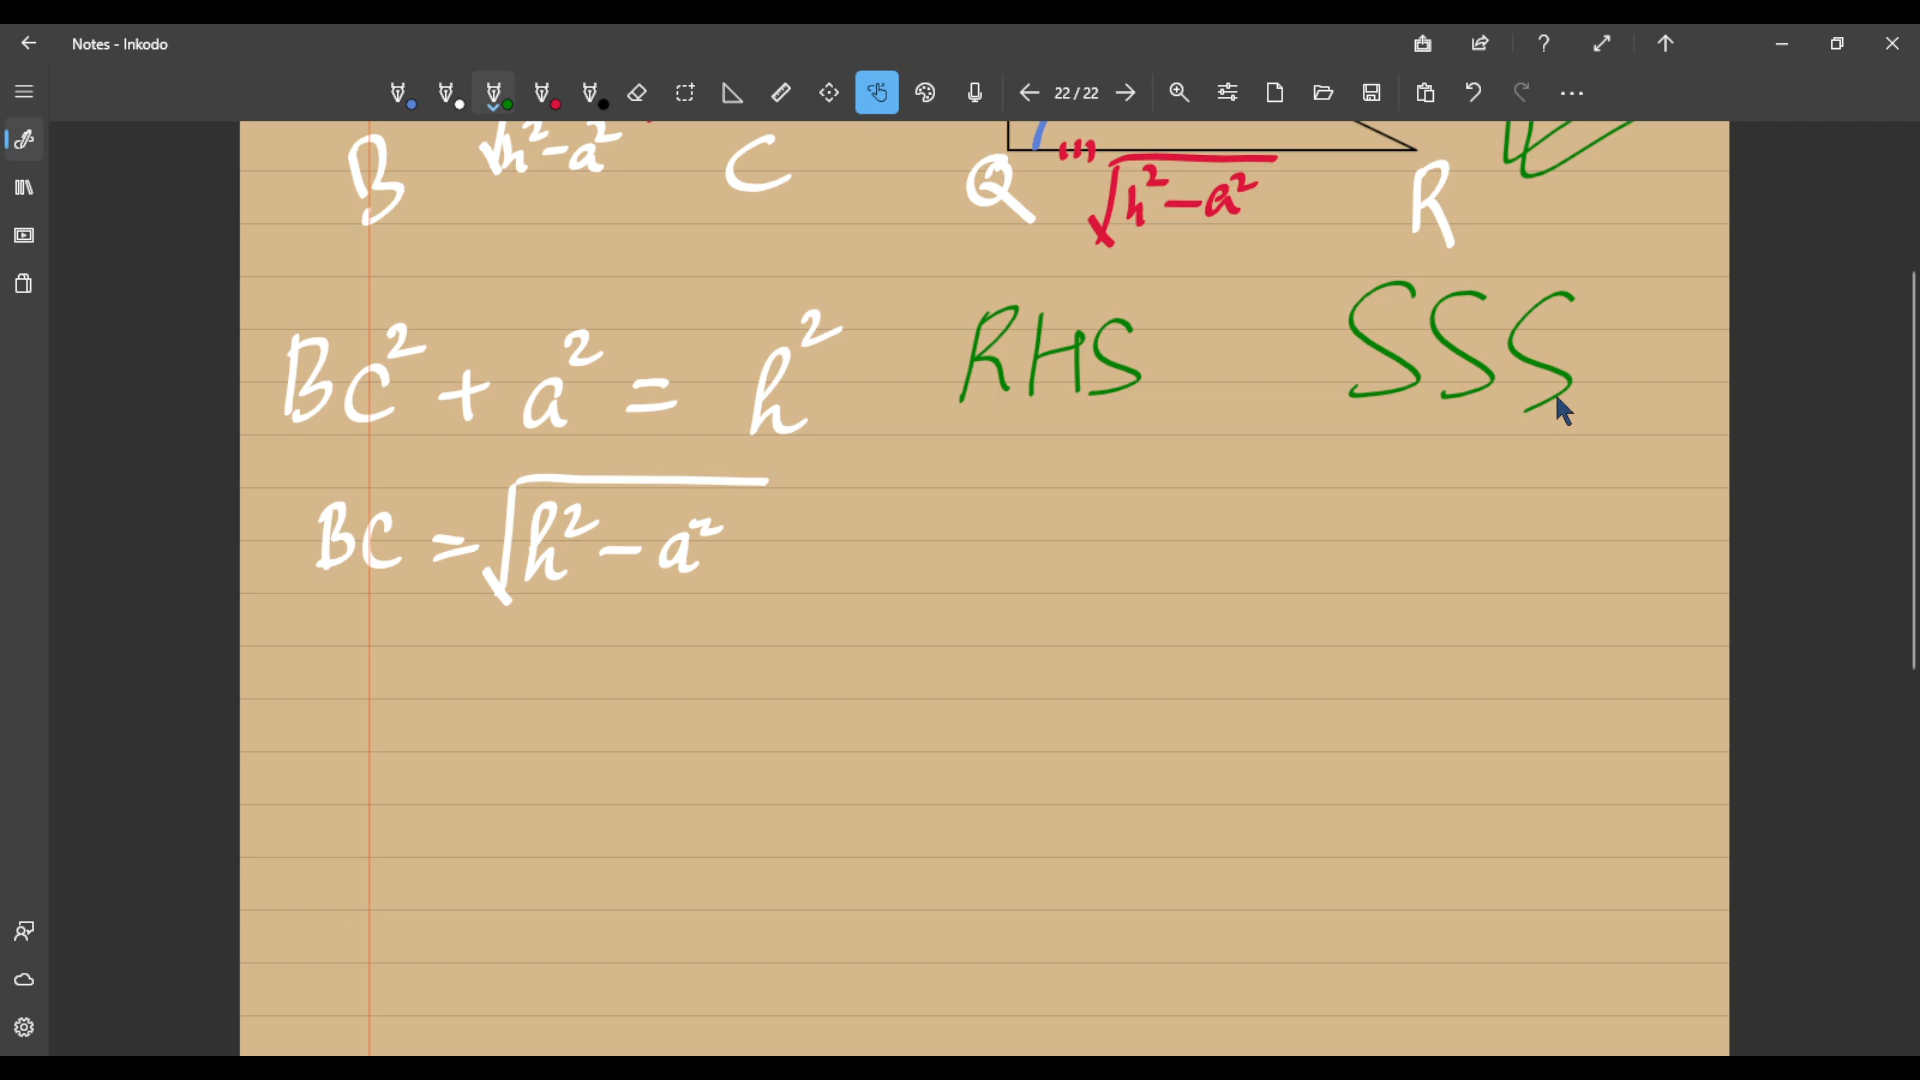 Notes - Inkodo
22 / 22
B √h²-a² C Q √h²-a² R
BC² + a² = h² RHS SSS
BC = √h² - a²